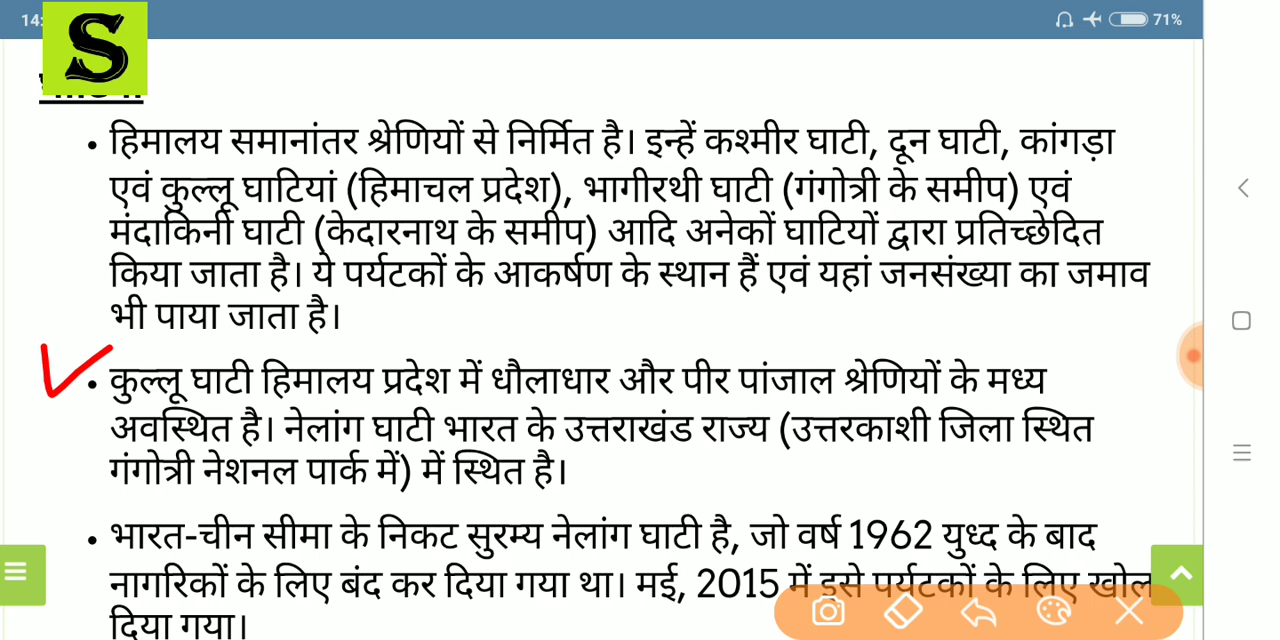 71%
S
हिमालय समानांतर श्रेणियों से निर्मित है। इन्हें कश्मीर घाटी, दून घाटी, कांगड़ा
एवं कुल्लू घाटियां (हिमाचल प्रदेश), भागीरथी घाटी (गंगोत्री के समीप) एवं
मंदाकिनी घाटी (केदारनाथ के समीप) आदि अनेकों घाटियों द्वारा प्रतिच्छेदित
किया जाता है। ये पर्यटकों के आकर्षण के स्थान हैं एवं यहां जनसंख्या का जमाव
भी पाया जाता है।
कुल्लू घाटी हिमालय प्रदेश में धौलाधार और पीर पांजाल श्रेणियों के मध्य
अवस्थित है। नेलांग घाटी भारत के उत्तराखंड राज्य (उत्तरकाशी जिला स्थित
गंगोत्री नेशनल पार्क में) में स्थित है।
भारत-चीन सीमा के निकट सुरम्य नेलांग घाटी है, जो वर्ष 1962 युध्द के बाद
नागरिकों के लिए बंद कर दिया गया था। मई, 2015 में इसे पर्यटकों के लिए खोल
दिया गया।